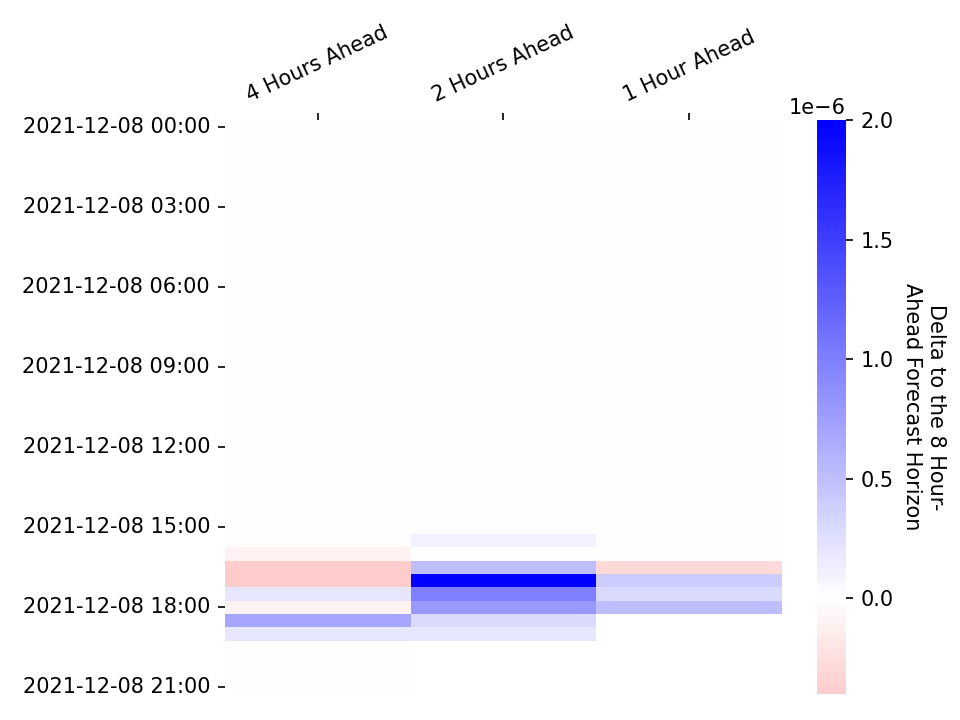 4 Hours Ahead
2 Hours Ahead
1 Hour Ahead
2021-12-08 00:00
2021-12-08 03:00
2021-12-08 06:00
2021-12-08 09:00
2021-12-08 12:00
2021-12-08 15:00
2021-12-08 18:00
2021-12-08 21:00
1e−6
2.0
1.5
1.0
0.5
0.0
Delta to the 8 Hour-
Ahead Forecast Horizon